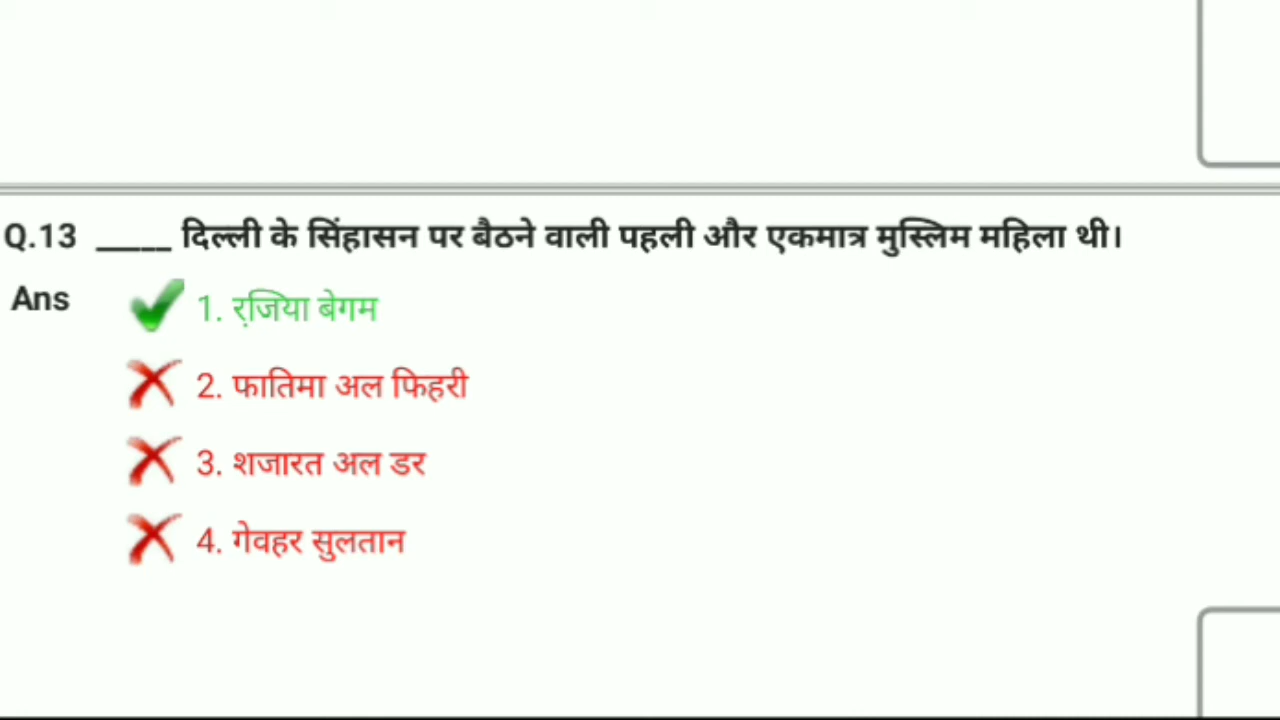 Q.13 _____ दिल्ली के सिंहासन पर बैठने वाली पहली और एकमात्र मुस्लिम महिला थी।
Ans 1. रज़िया बेगम
2. फातिमा अल फिहरी
3. शजारत अल डर
4. गेवहर सुलतान